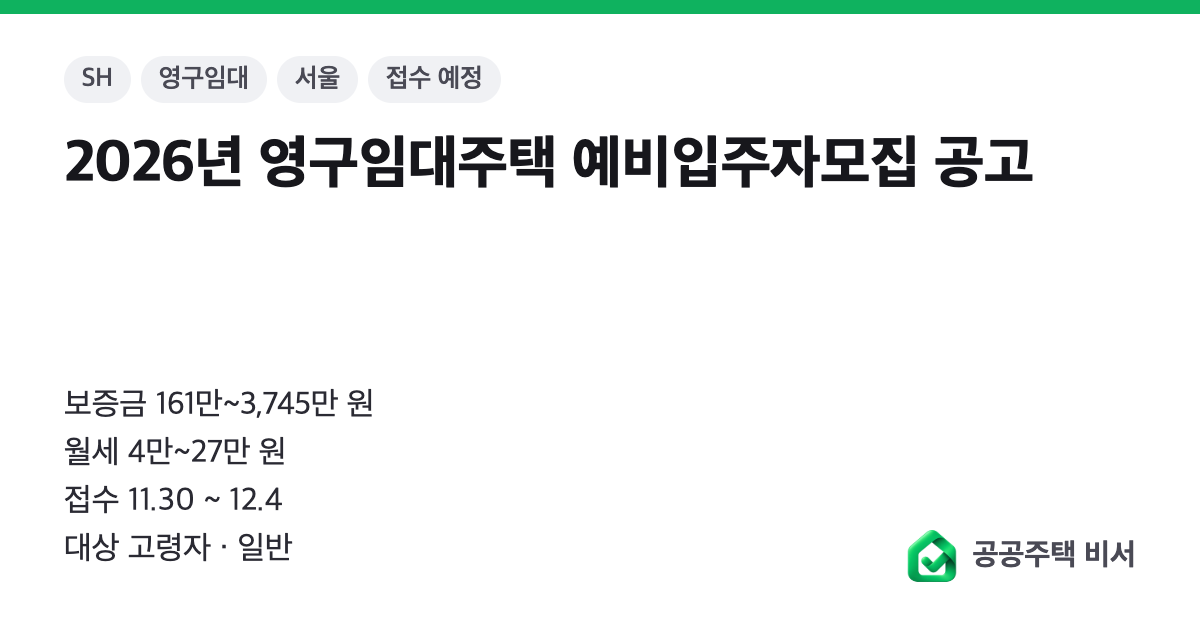 SH 영구임대 서울 접수 예정
2026년 영구임대주택 예비입주자모집 공고
보증금 161만~3,745만 원
월세 4만~27만 원
접수 11.30 ~ 12.4
대상 고령자 · 일반
공공주택 비서